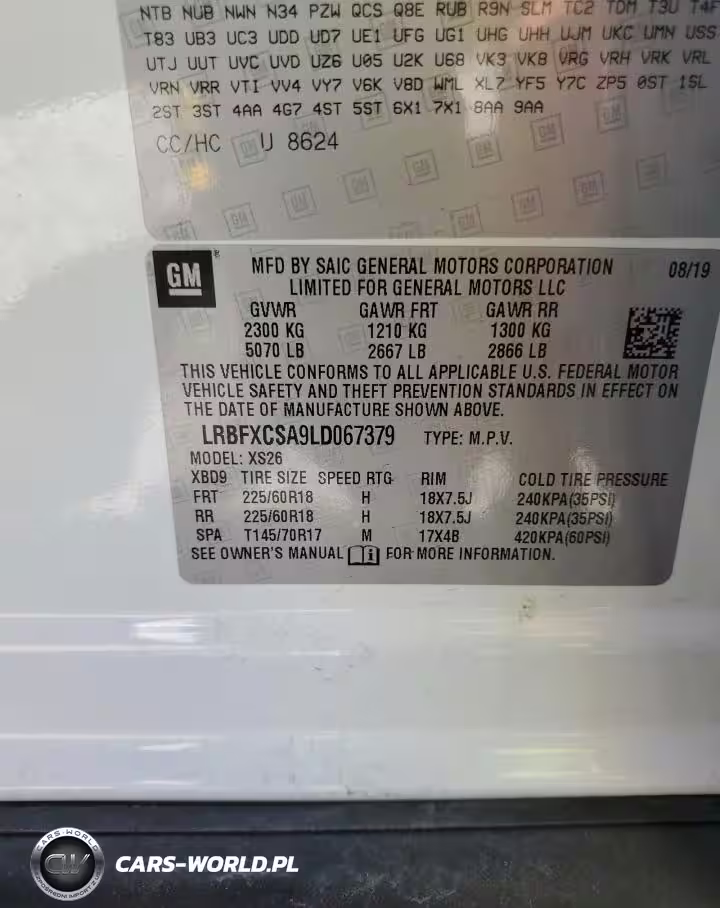 NTB NUB NWN N34 PZW QCS Q8E RUB R9N SLM TC2 TDM T3U T4F
T83 UB3 UC3 UDD UD7 UE1 UFG UG1 UHG UHH UJM UKC UMN USS
UTJ UUT UVC UVD UZ6 U05 U2K U68 VK3 VK8 VRG VRH VRK VRL
VRN VRR VTI VV4 VY7 V6K V8D WML XL7 YF5 Y7C ZP5 0ST 1SL
2ST 3ST 4AA 4G7 4ST 5ST 6X1 7X1 8AA 9AA
CC/HC U 8624
GM
MFD BY SAIC GENERAL MOTORS CORPORATION 08/19
LIMITED FOR GENERAL MOTORS LLC
GVWR GAWR FRT GAWR RR
2300 KG 1210 KG 1300 KG
5070 LB 2667 LB 2866 LB
THIS VEHICLE CONFORMS TO ALL APPLICABLE U.S. FEDERAL MOTOR
VEHICLE SAFETY AND THEFT PREVENTION STANDARDS IN EFFECT ON
THE DATE OF MANUFACTURE SHOWN ABOVE.
LRBFXCSA9LD067379 TYPE: M.P.V.
MODEL: XS26
XBD9 TIRE SIZE SPEED RTG RIM COLD TIRE PRESSURE
FRT 225/60R18 H 18X7.5J 240KPA(35PSI)
RR 225/60R18 H 18X7.5J 240KPA(35PSI)
SPA T145/70R17 M 17X4B 420KPA(60PSI)
SEE OWNER'S MANUAL FOR MORE INFORMATION.
CARS-WORLD.PL